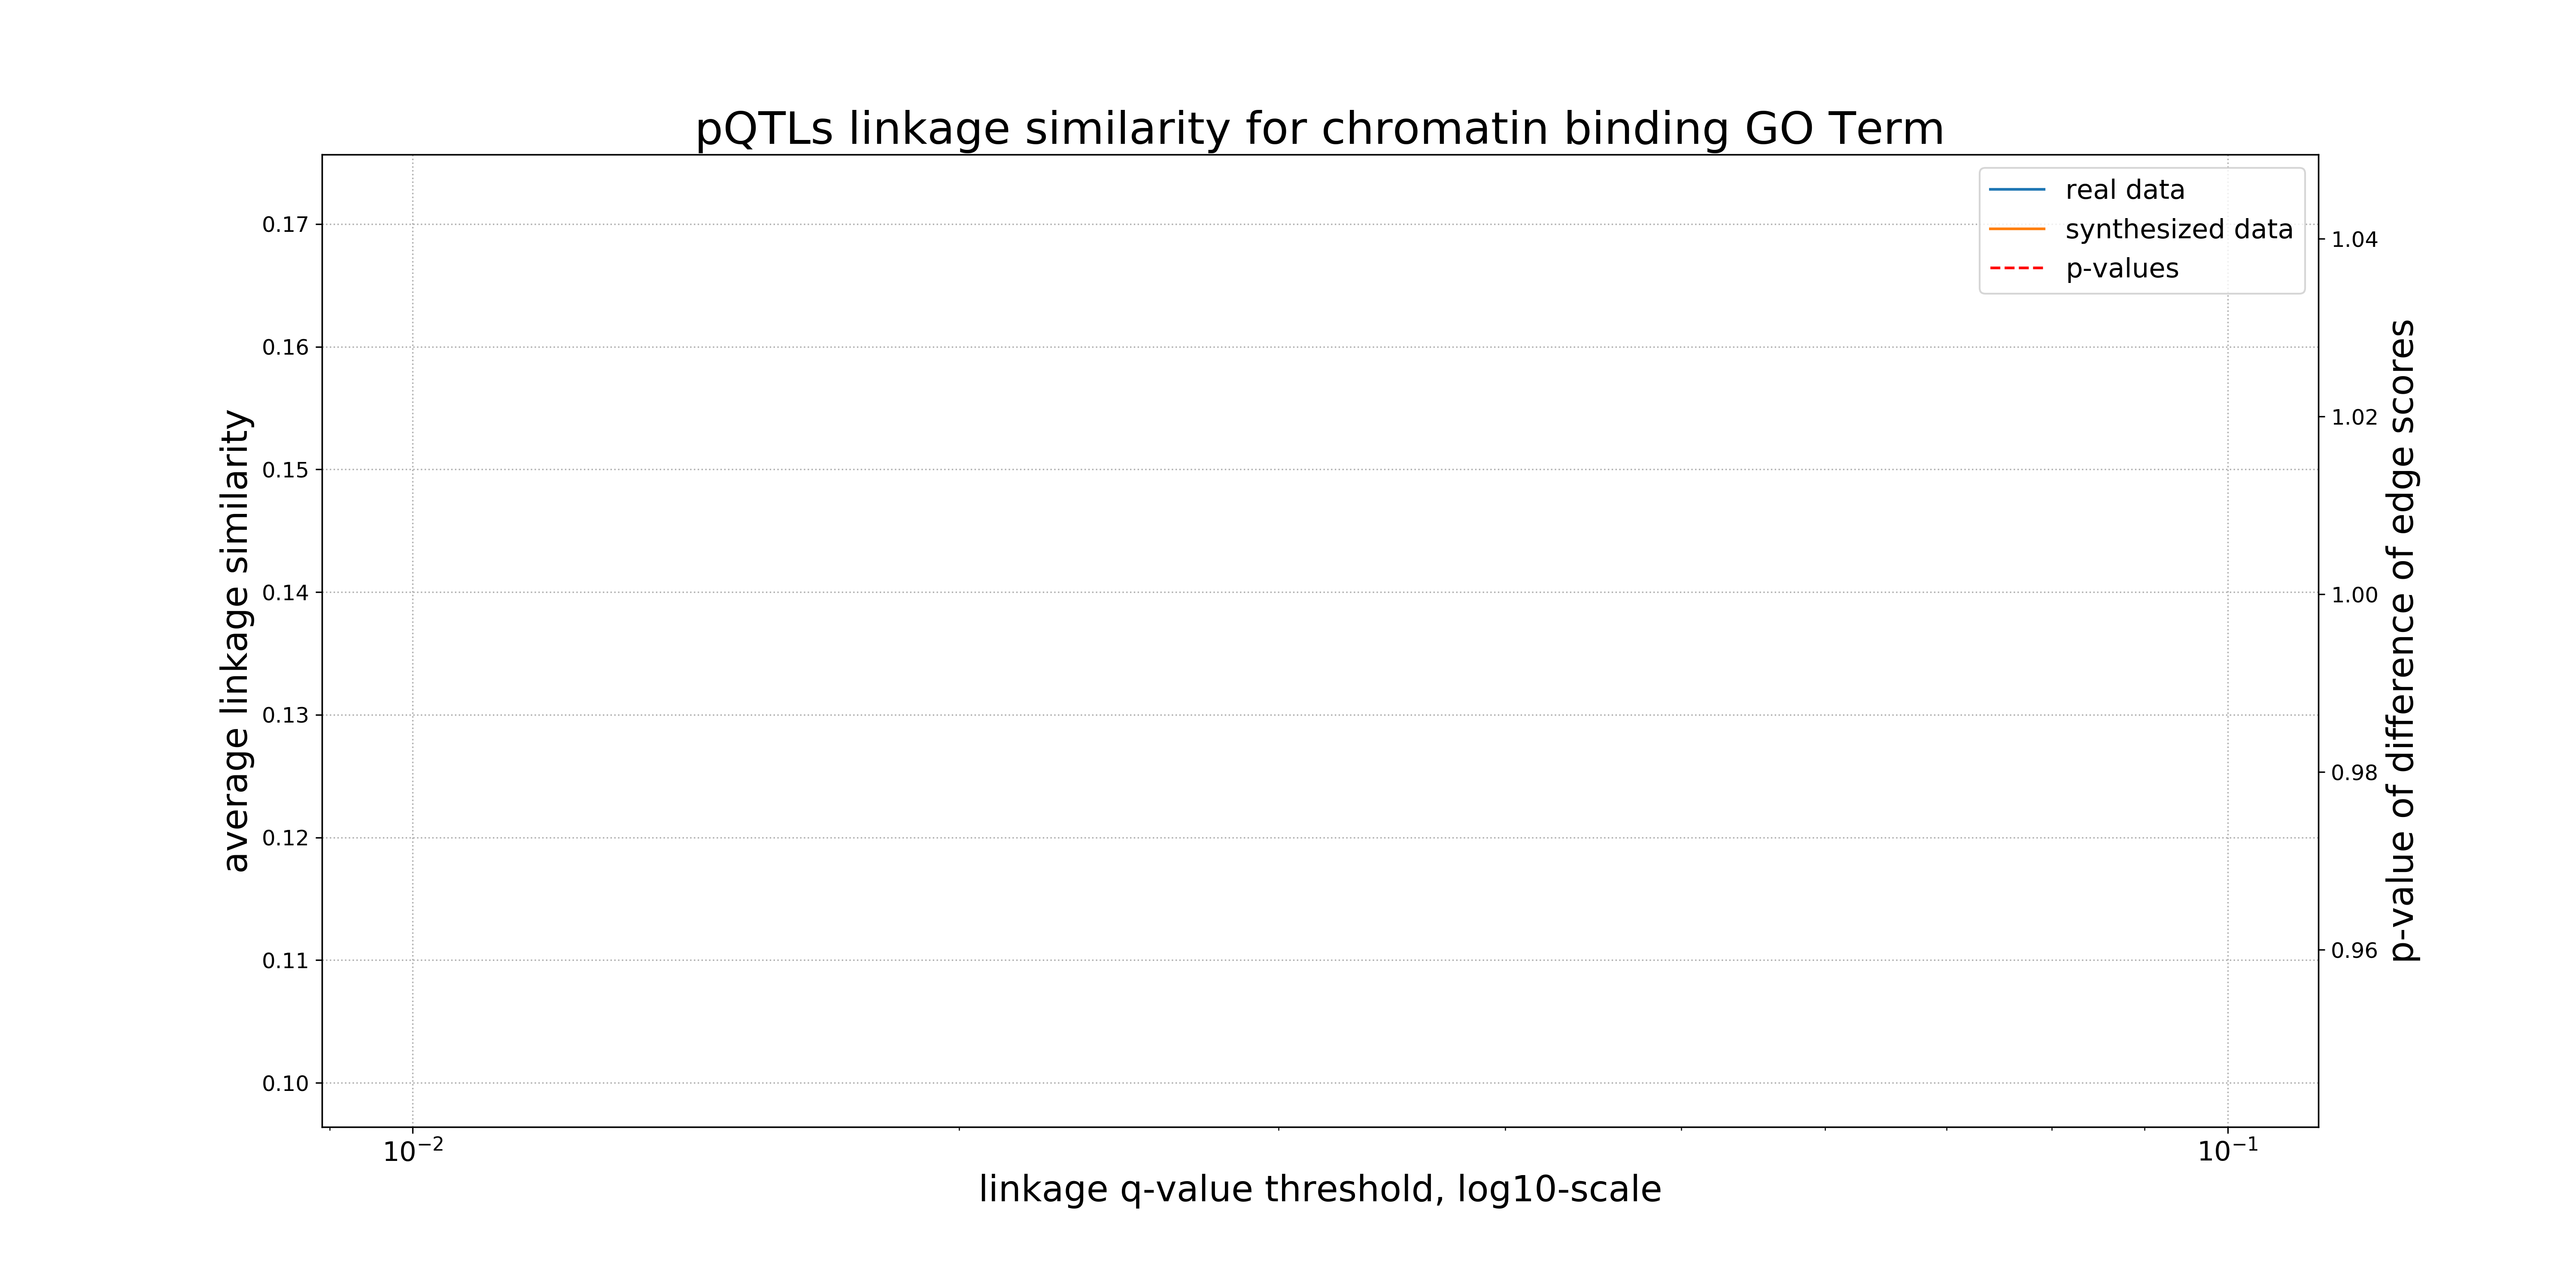 pQTLs linkage similarity for chromatin binding GO Term
real data
synthesized data
p-values
average linkage similarity
0.17
0.16
0.15
0.14
0.13
0.12
0.11
0.10
1.04
1.02
1.00
0.98
0.96
p-value of difference of edge scores
10⁻²
10⁻¹
linkage q-value threshold, log10-scale